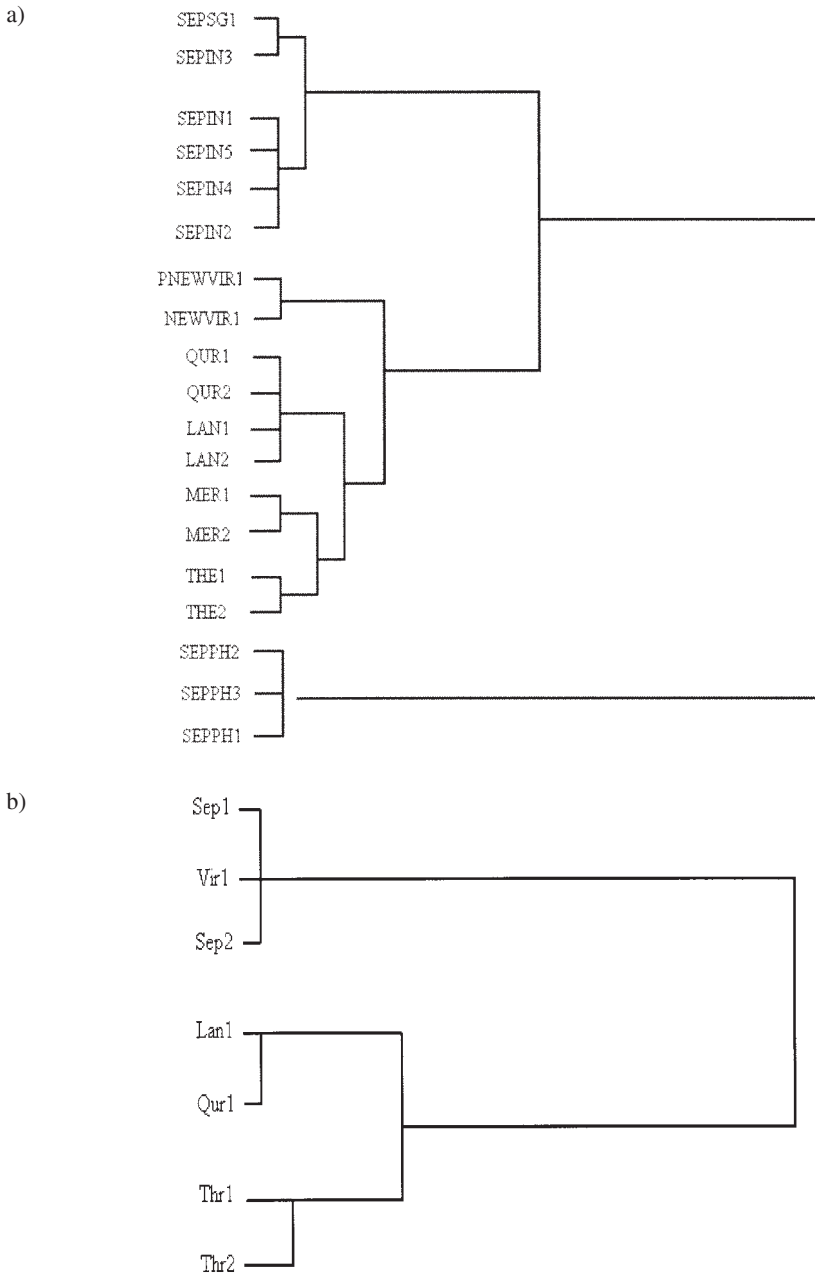 a)
SEPSG1
SEPIN3
SEPIN1
SEPIN5
SEPIN4
SEPIN2
PNEWVIR1
NEWVIR1
QUR1
QUR2
LAN1
LAN2
MER1
MER2
THE1
THE2
SEPPH2
SEPPH3
SEPPH1
b)
Sep1
Vir1
Sep2
Lan1
Qur1
Thr1
Thr2